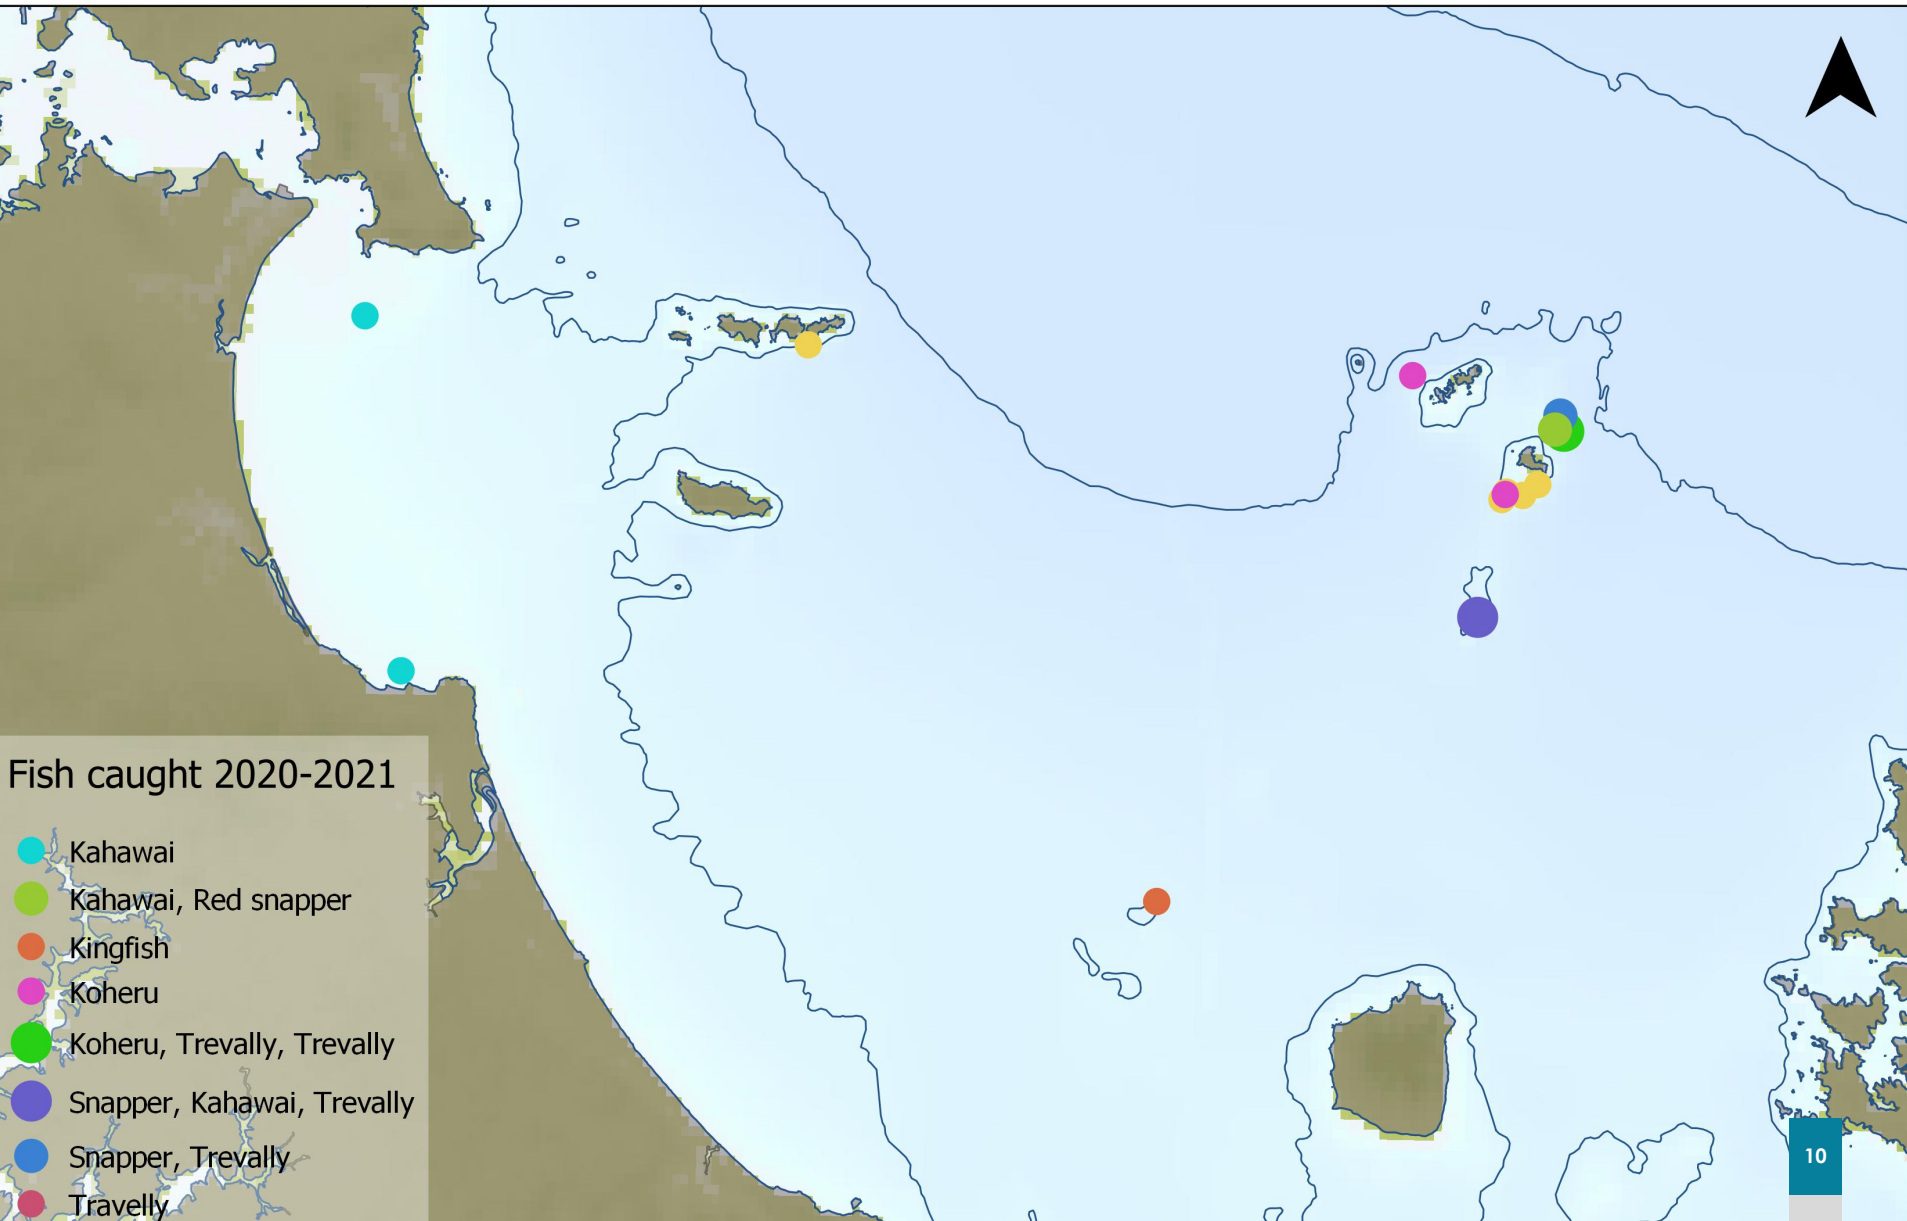 Fish caught 2020-2021
Kahawai
Kahawai, Red snapper
Kingfish
Koheru
Koheru, Trevally, Trevally
Snapper, Kahawai, Trevally
Snapper, Trevally
Travelly
10